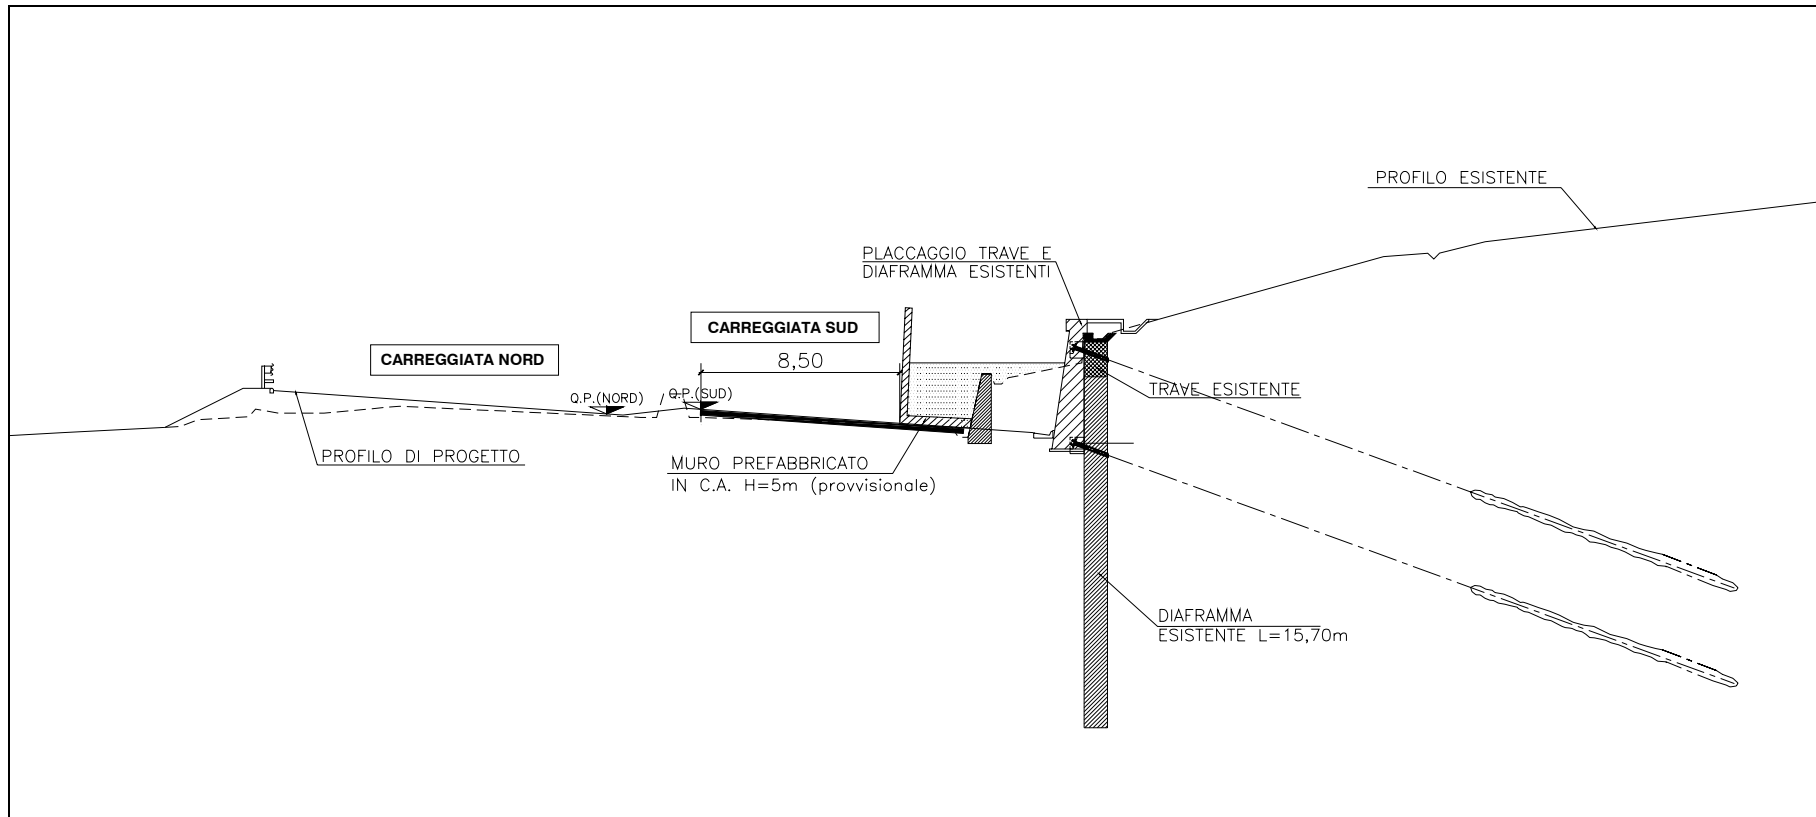 PROFILO ESISTENTE
PLACCAGGIO TRAVE E
DIAFRAMMA ESISTENTI
CARREGGIATA SUD
CARREGGIATA NORD
8,50
TRAVE ESISTENTE
Q.P.(NORD)
Q.P.(SUD)
PROFILO DI PROGETTO
MURO PREFABBRICATO
IN C.A. H=5m (provvisionale)
DIAFRAMMA
ESISTENTE L=15,70m